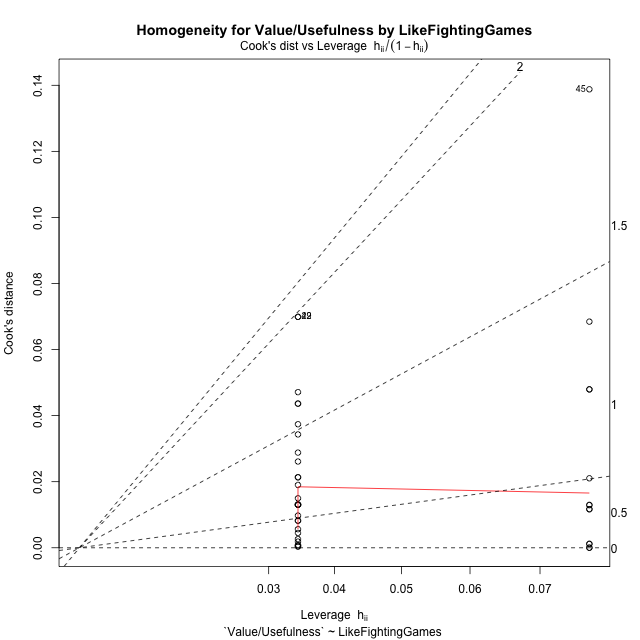 Homogeneity for Value/Usefulness by LikeFightingGames
Cook's dist vs Leverage hii/(1 − hii)
2
45
1.5
1
0.5
0
Cook's distance
0.14
0.12
0.10
0.08
0.06
0.04
0.02
0.00
0.03 0.04 0.05 0.06 0.07
Leverage hii
`Value/Usefulness` ~ LikeFightingGames